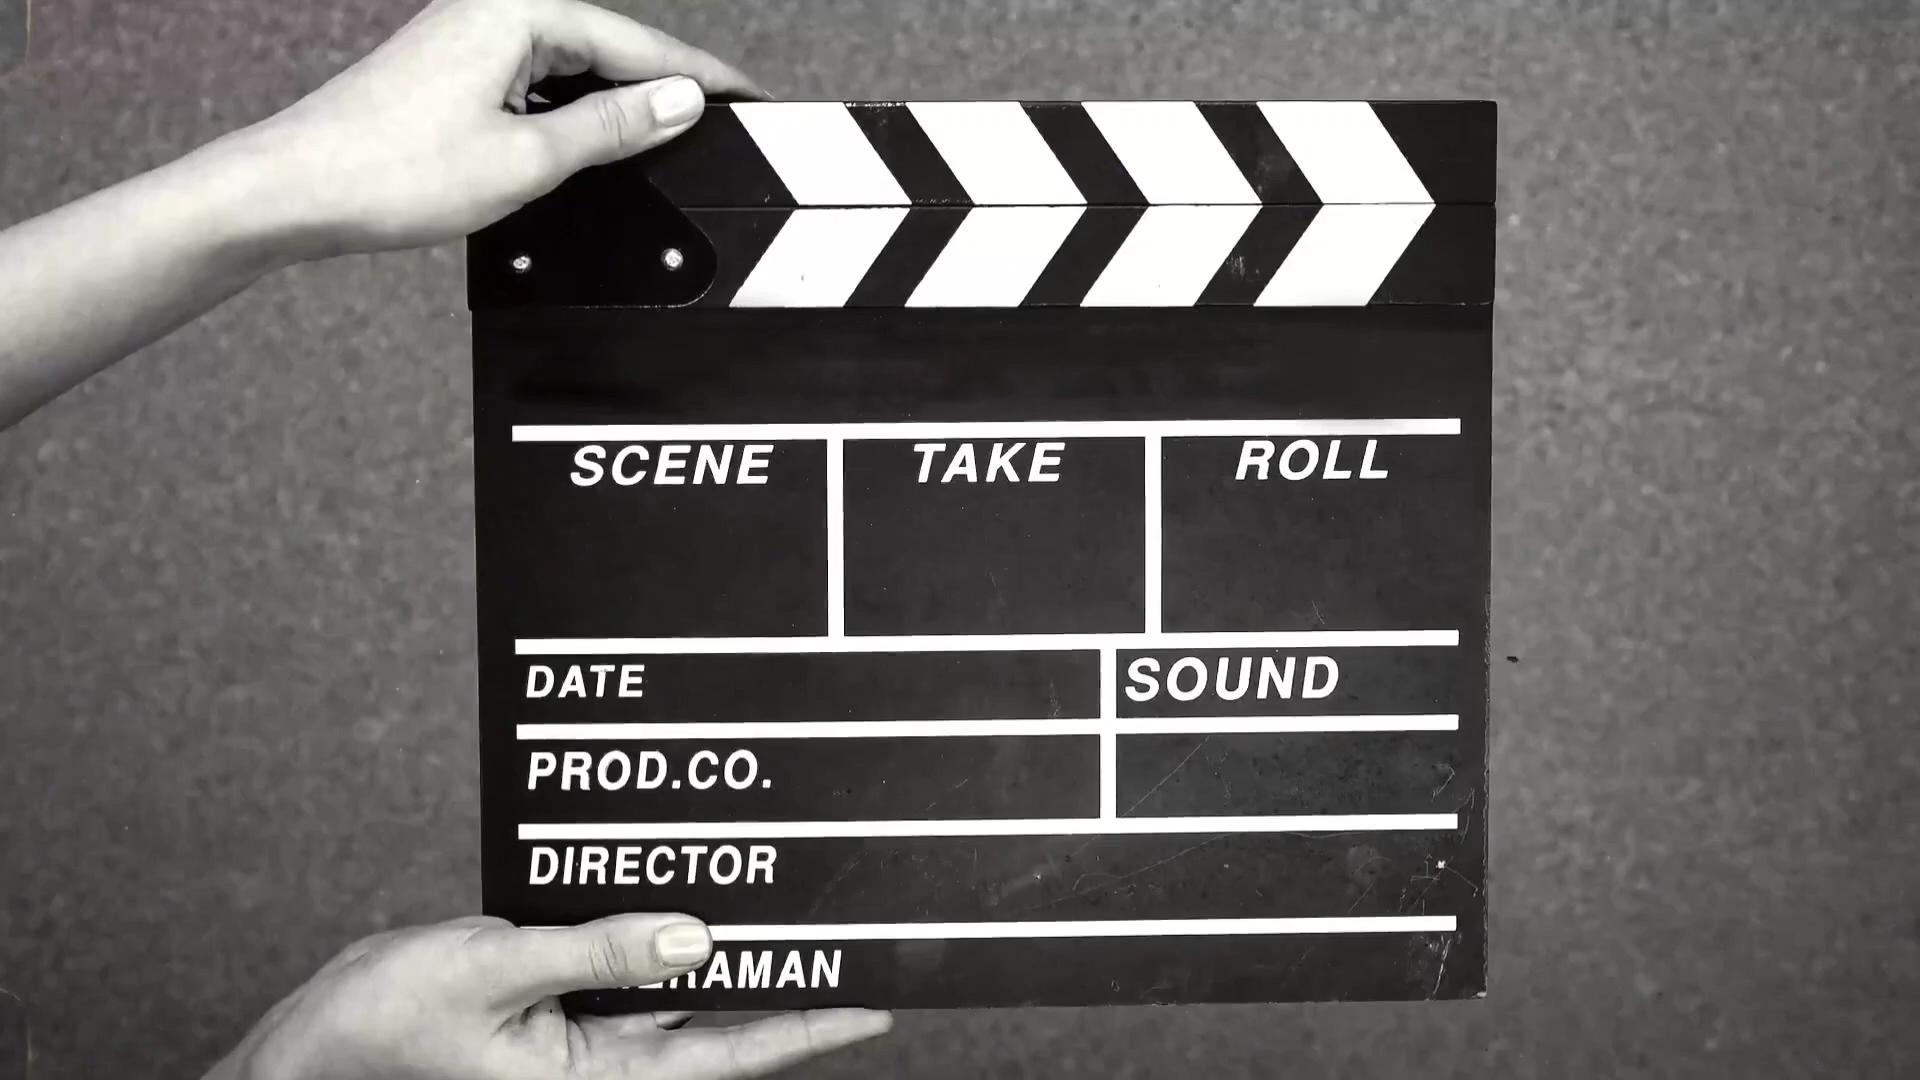 SCENE TAKE ROLL
DATE SOUND
PROD.CO.
DIRECTOR